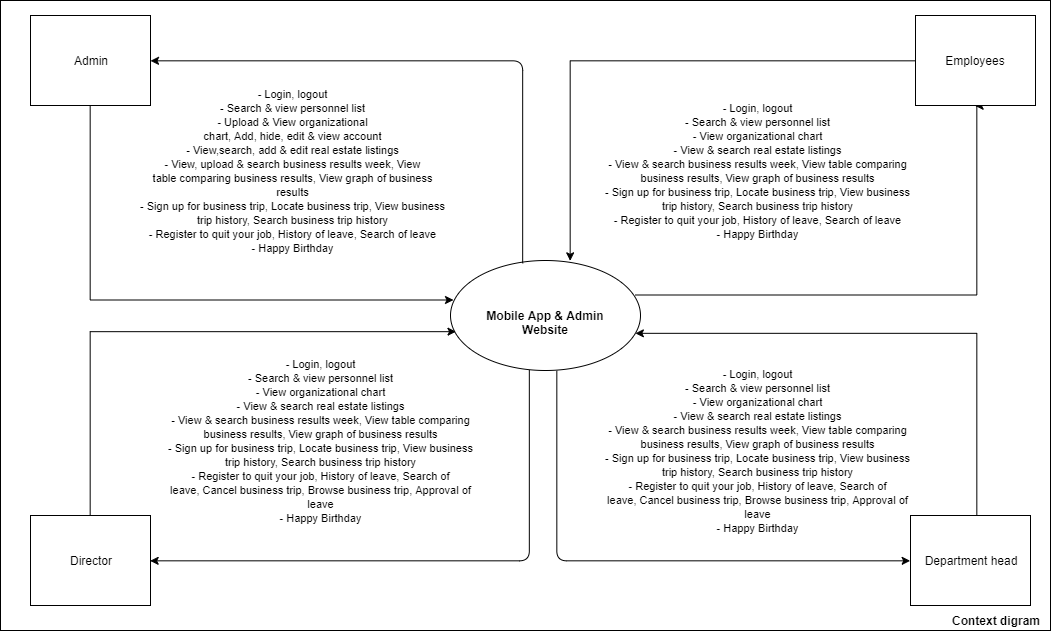 Admin
- Login, logout
- Search & view personnel list
- Upload & View organizational
chart, Add, hide, edit & view account
- View,search, add & edit real estate listings
- View, upload & search business results week, View
table comparing business results, View graph of business
results
- Sign up for business trip, Locate business trip, View business
trip history, Search business trip history
- Register to quit your job, History of leave, Search of leave
- Happy Birthday
Employees
- Login, logout
- Search & view personnel list
- View organizational chart
- View & search real estate listings
- View & search business results week, View table comparing
business results, View graph of business results
- Sign up for business trip, Locate business trip, View business
trip history, Search business trip history
- Register to quit your job, History of leave, Search of leave
- Happy Birthday
Mobile App & Admin
Website
- Login, logout
- Search & view personnel list
- View organizational chart
- View & search real estate listings
- View & search business results week, View table comparing
business results, View graph of business results
- Sign up for business trip, Locate business trip, View business
trip history, Search business trip history
- Register to quit your job, History of leave, Search of
leave, Cancel business trip, Browse business trip, Approval of
leave
- Happy Birthday
Director
- Login, logout
- Search & view personnel list
- View organizational chart
- View & search real estate listings
- View & search business results week, View table comparing
business results, View graph of business results
- Sign up for business trip, Locate business trip, View business
trip history, Search business trip history
- Register to quit your job, History of leave, Search of
leave, Cancel business trip, Browse business trip, Approval of
leave
- Happy Birthday
Department head
Context digram